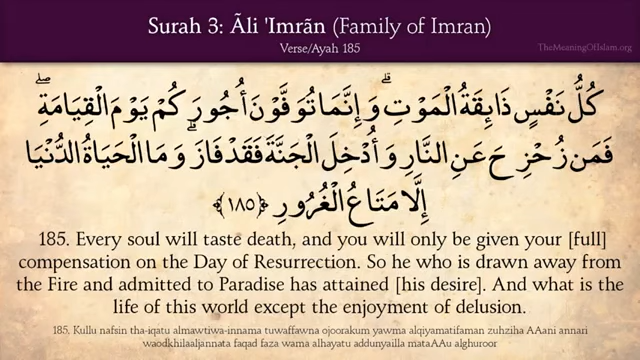 Surah 3: Ãli 'Imrãn (Family of Imran)
Verse/Ayah 185
TheMeaningOfIslam.org
كُلُّ نَفْسٍ ذَائِقَةُ الْمَوْتِ ۗ وَإِنَّمَا تُوَفَّوْنَ أُجُورَكُمْ يَوْمَ الْقِيَامَةِ ۖ
فَمَن زُحْزِحَ عَنِ النَّارِ وَأُدْخِلَ الْجَنَّةَ فَقَدْ فَازَ ۗ وَمَا الْحَيَاةُ الدُّنْيَا
إِلَّا مَتَاعُ الْغُرُورِ ﴿١٨٥﴾
185. Every soul will taste death, and you will only be given your [full]
compensation on the Day of Resurrection. So he who is drawn away from
the Fire and admitted to Paradise has attained [his desire]. And what is the
life of this world except the enjoyment of delusion.
185, Kullu nafsin tha-iqatu almawtiwa-innama tuwaffawna ojoorakum yawma alqiyamatifaman zuhziha AAani annari
waodkhilaaljannata faqad faza wama alhayatu addunyailla mataAAu alghuroor